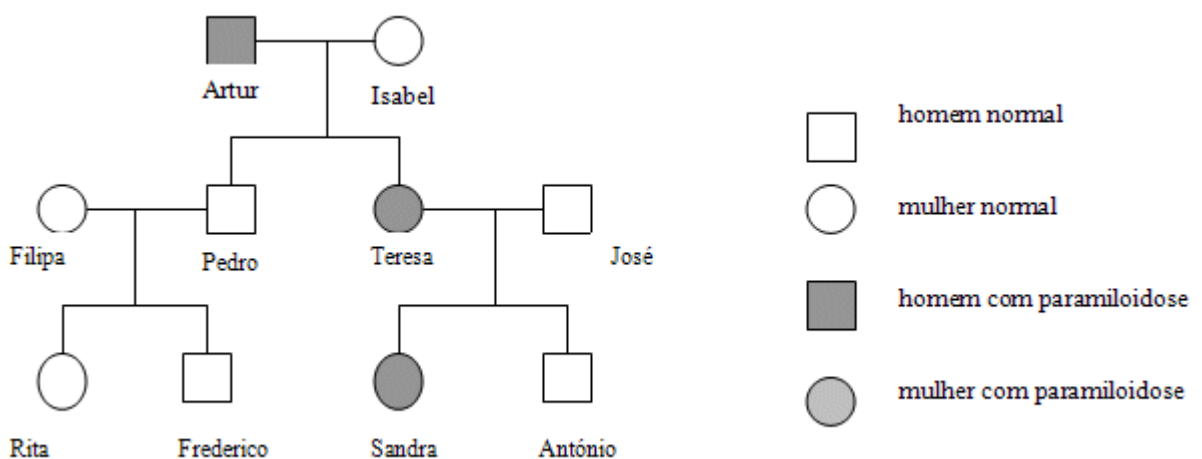 Artur
Isabel
Filipa
Pedro
Teresa
José
Rita
Frederico
Sandra
António
homem normal
mulher normal
homem com paramiloidose
mulher com paramiloidose